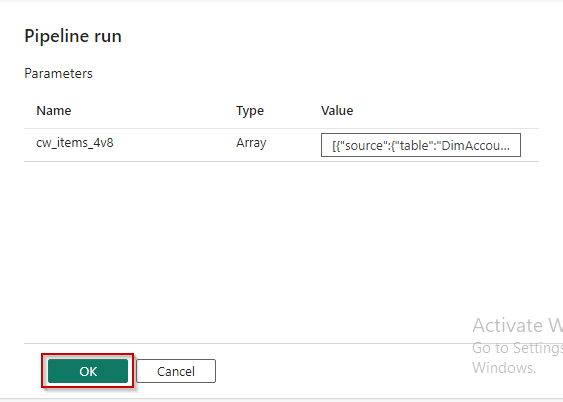 Pipeline run
Parameters
Name Type Value
cw_items_4v8 Array [{"source":{"table":"DimAccou...
Activate W
Go to Settings
Windows.
OK Cancel